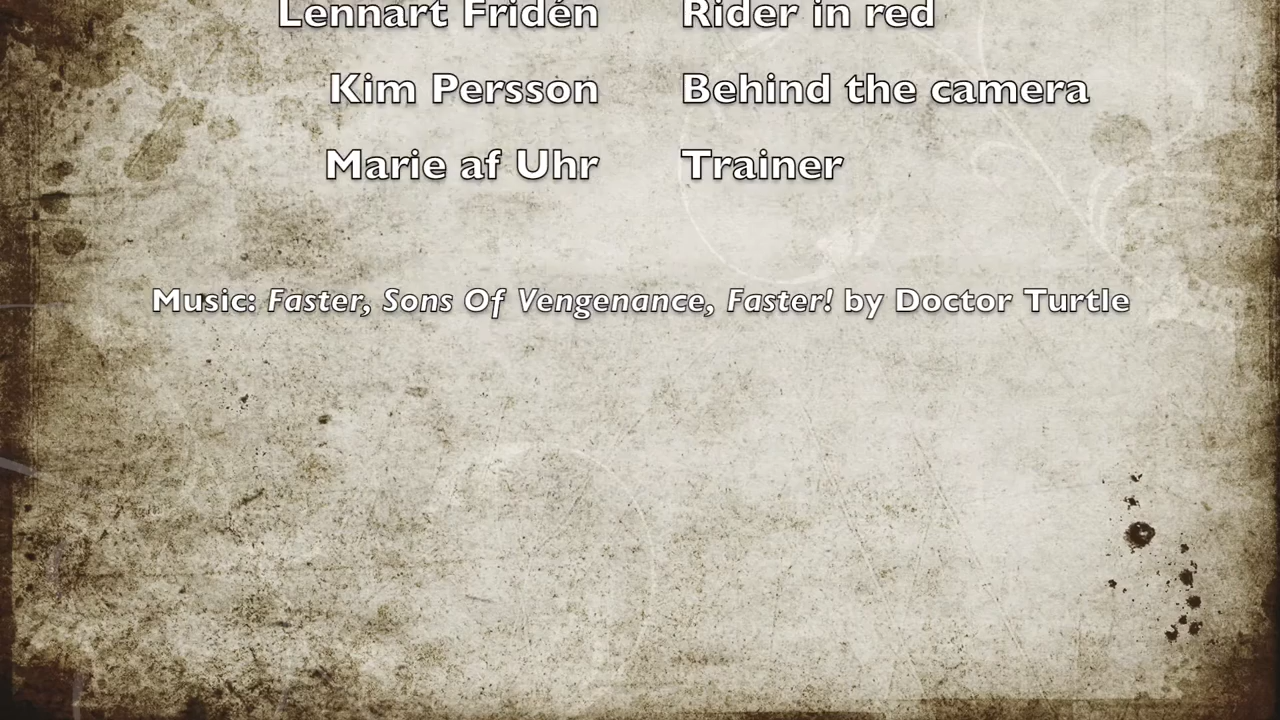 Lennart Fridén Rider in red
Kim Persson Behind the camera
Marie af Uhr Trainer
Music: Faster, Sons Of Vengenance, Faster! by Doctor Turtle